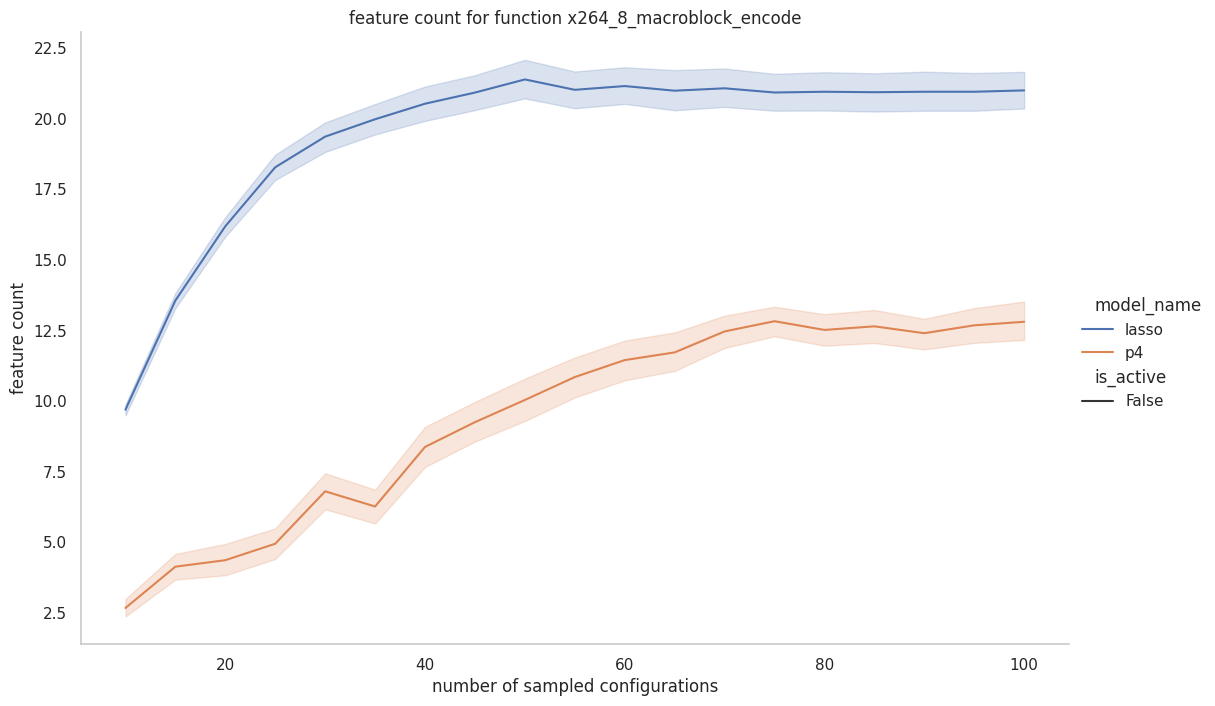 feature count for function x264_8_macroblock_encode
22.5
20.0
17.5
15.0
12.5
10.0
7.5
5.0
2.5
feature count
20 40 60 80 100
number of sampled configurations
model_name
lasso
p4
is_active
False